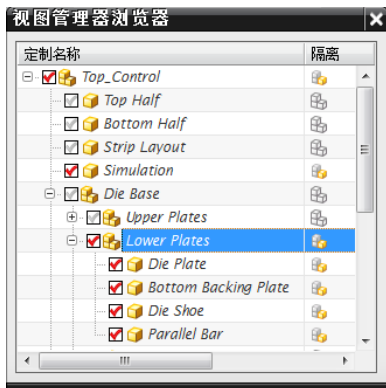 视图管理器浏览器
定制名称 隔离
Top_Control
Top Half
Bottom Half
Strip Layout
Simulation
Die Base
Upper Plates
Lower Plates
Die Plate
Bottom Backing Plate
Die Shoe
Parallel Bar